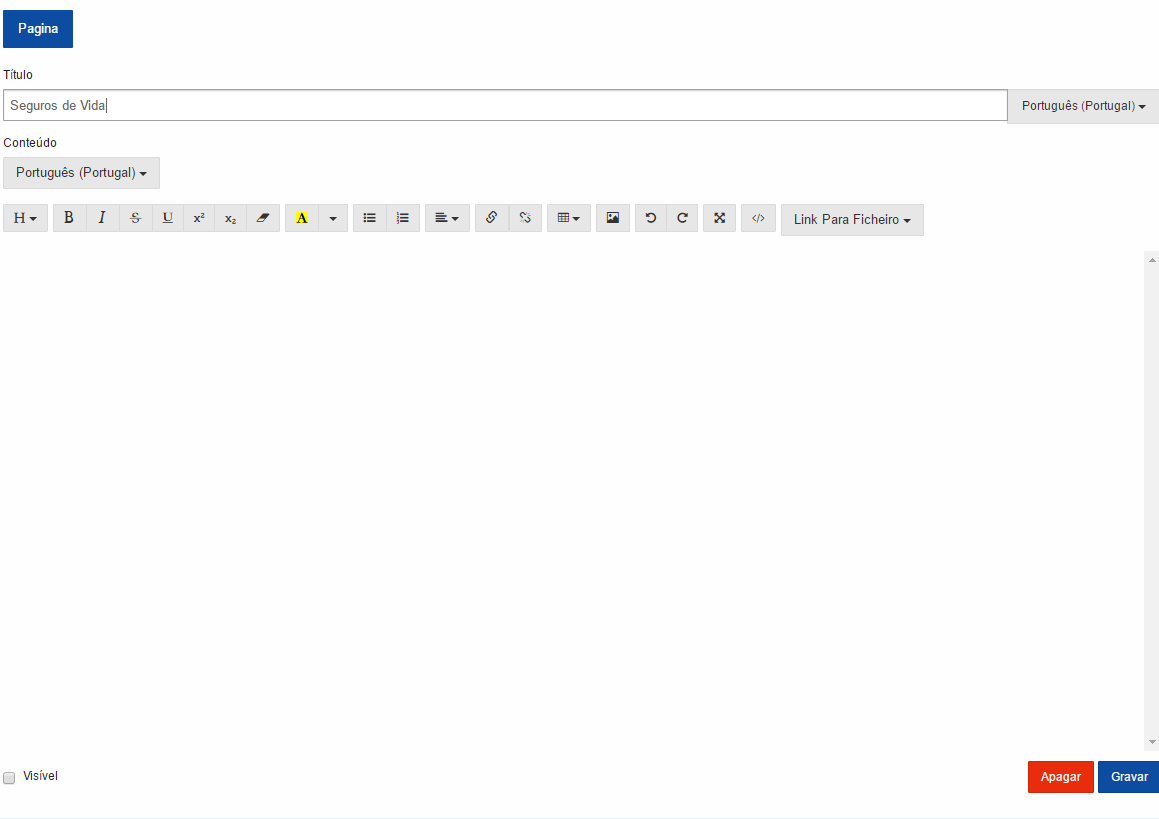 Pagina
Título
Seguros de Vida
Português (Portugal)
Conteúdo
Português (Portugal)
H B I S U x² x₂ A </> Link Para Ficheiro
Visível
Apagar Gravar